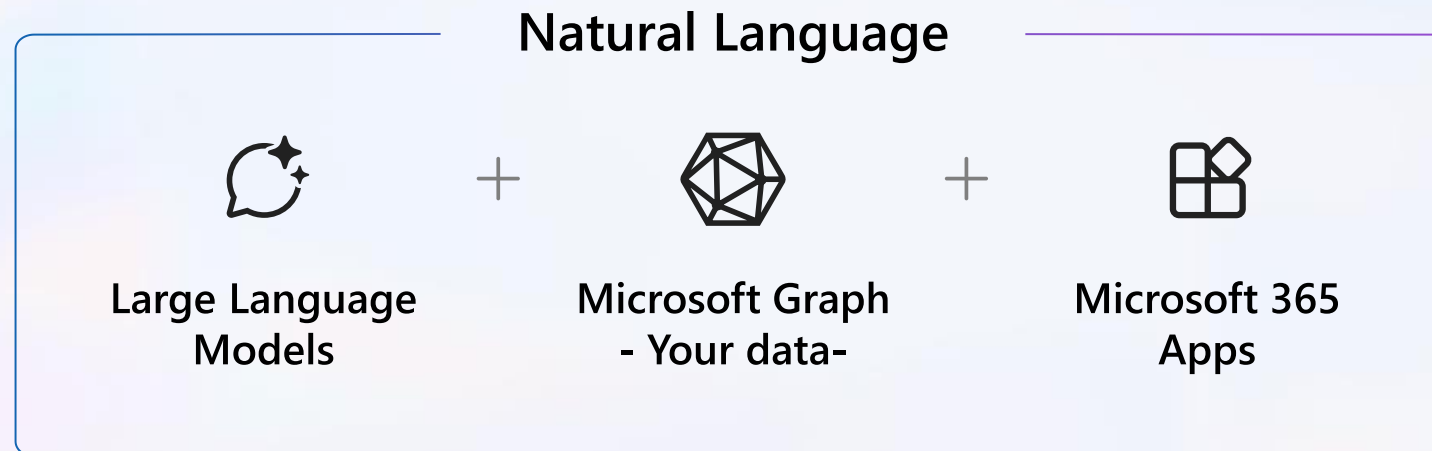 Natural Language
Large Language
Models
Microsoft Graph
- Your data-
Microsoft 365
Apps